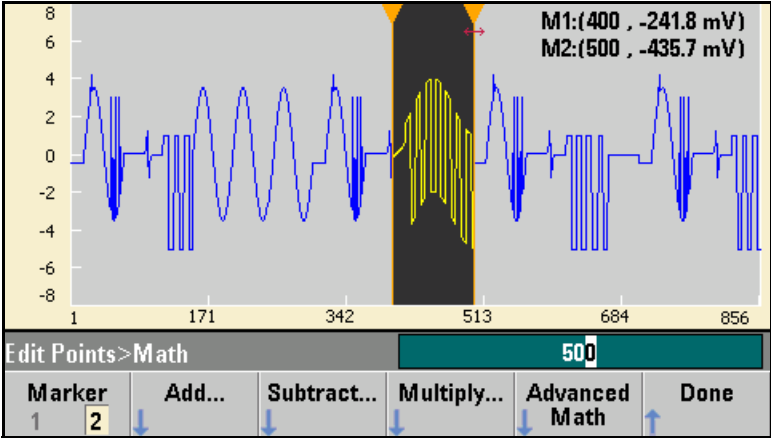 M1:(400 , -241.8 mV)
M2:(500 , -435.7 mV)
8
6
4
2
0
-2
-4
-6
-8
1 171 342 513 684 856
Edit Points>Math 500
Marker Add... Subtract... Multiply... Advanced Math Done
1 2